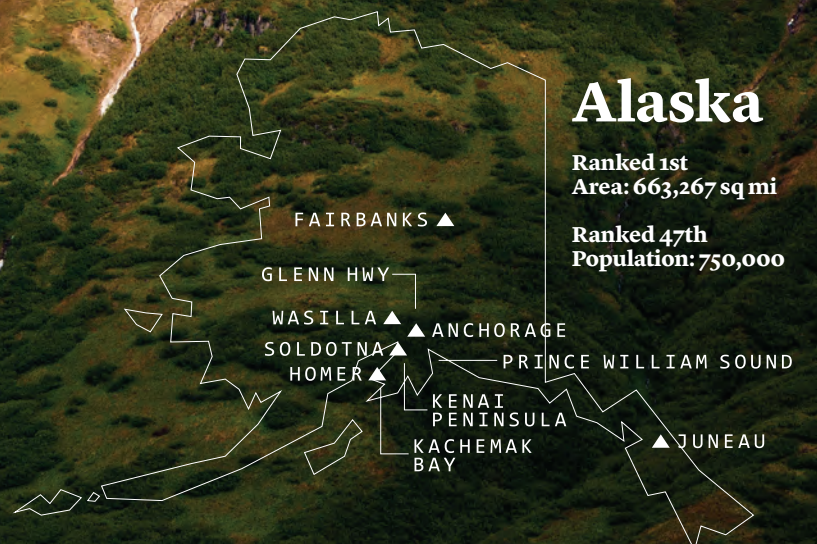 Alaska
Ranked 1st
Area: 663,267 sq mi
Ranked 47th
Population: 750,000
FAIRBANKS
GLENN HWY
WASILLA
ANCHORAGE
SOLDOTNA
PRINCE WILLIAM SOUND
HOMER
KENAI
PENINSULA
JUNEAU
KACHEMAK
BAY